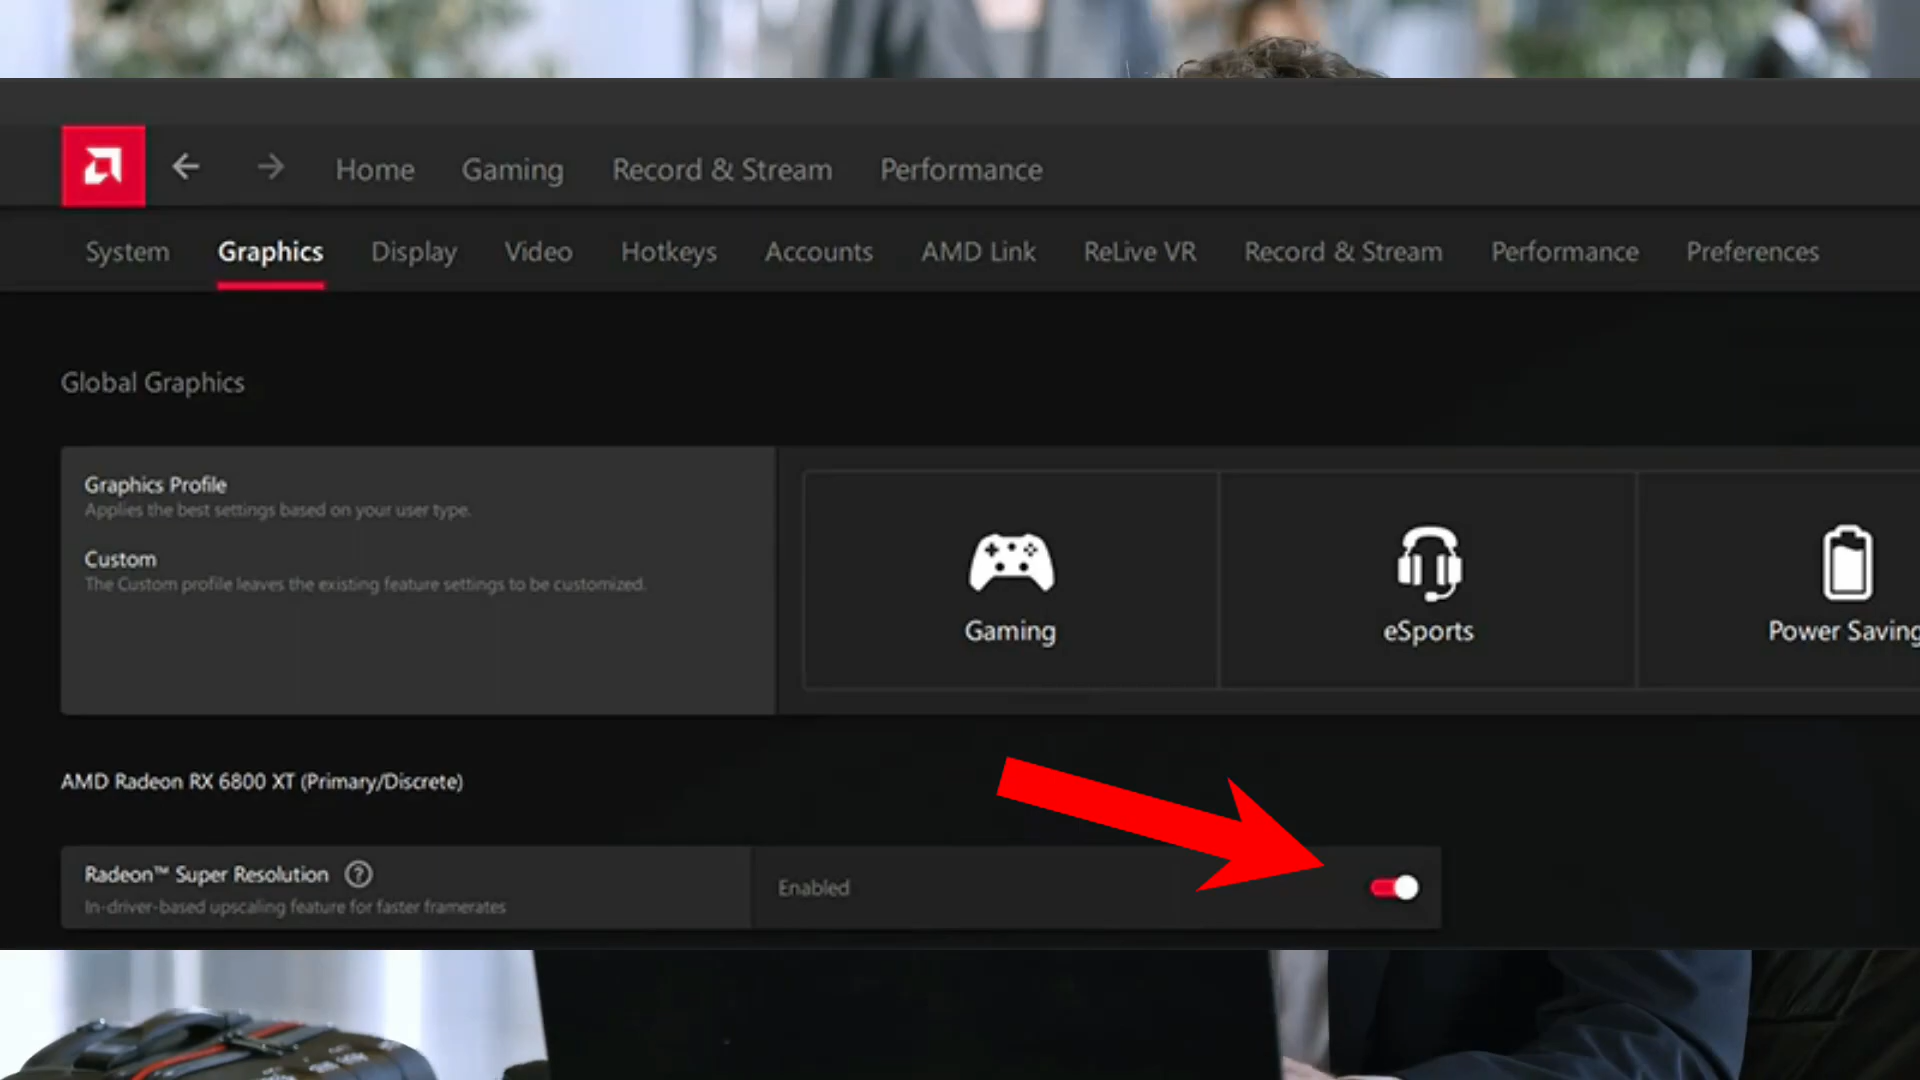 Home Gaming Record & Stream Performance
System Graphics Display Video Hotkeys Accounts AMD Link ReLive VR Record & Stream Performance Preferences
Global Graphics
Graphics Profile
Applies the best settings based on your user type.
Custom
The Custom profile leaves the existing feature settings to be customized.
Gaming eSports Power Saving
AMD Radeon RX 6800 XT (Primary/Discrete)
Radeon™ Super Resolution ?
In-driver-based upscaling feature for faster framerates
Enabled